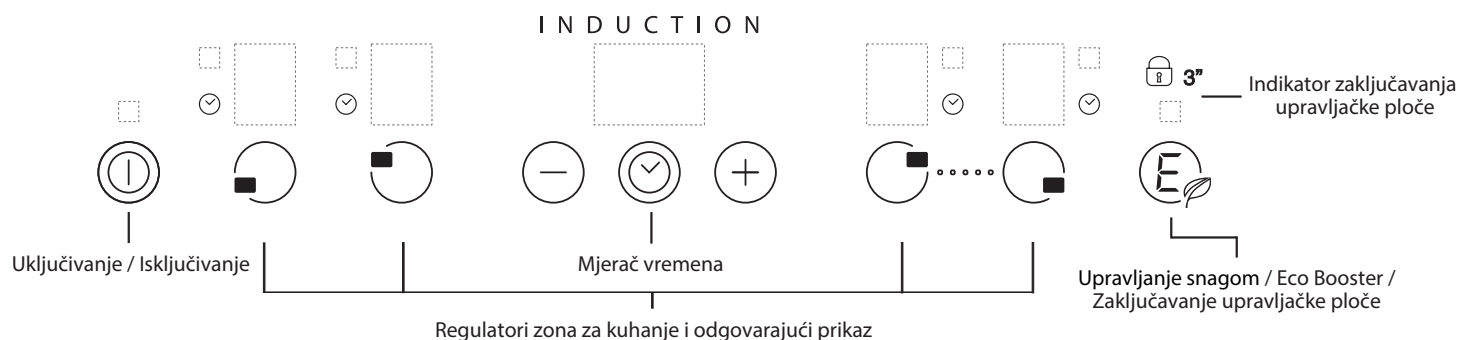 INDUCTION
3”
Indikator zaključavanja
upravljačke ploče
E
Uključivanje / Isključivanje
Mjerač vremena
Upravljanje snagom / Eco Booster /
Zaključavanje upravljačke ploče
Regulatori zona za kuhanje i odgovarajući prikaz